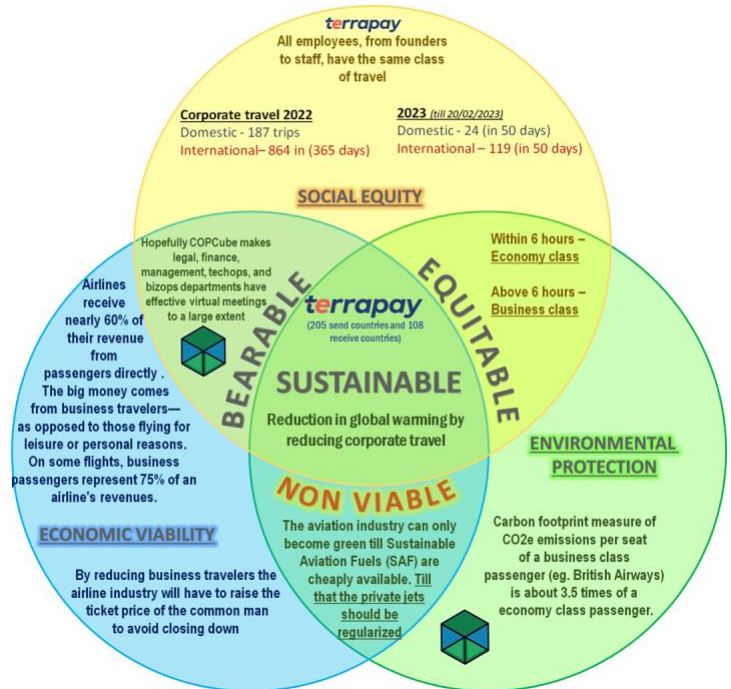 terrapay
All employees, from founders
to staff, have the same class
of travel
Corporate travel 2022
Domestic - 187 trips
International– 864 in (365 days)
2023 (till 20/02/2023)
Domestic - 24 (in 50 days)
International – 119 (in 50 days)
SOCIAL EQUITY
Hopefully COPCube makes
legal, finance,
management, techops, and
bizops departments have
effective virtual meetings
to a large extent
BEARABLE
EQUITABLE
Within 6 hours –
Economy class
Above 6 hours –
Business class
terrapay
(205 send countries and 108
receive countries)
SUSTAINABLE
Reduction in global warming by
reducing corporate travel
Airlines
receive
nearly 60% of
their revenue
from
passengers directly .
The big money comes
from business travelers—
as opposed to those flying for
leisure or personal reasons.
On some flights, business
passengers represent 75% of an
airline's revenues.
ECONOMIC VIABILITY
By reducing business travelers the
airline industry will have to raise the
ticket price of the common man
to avoid closing down
NON VIABLE
The aviation industry can only
become green till Sustainable
Aviation Fuels (SAF) are
cheaply available. Till
that the private jets
should be
regularized
ENVIRONMENTAL
PROTECTION
Carbon footprint measure of
CO2e emissions per seat
of a business class
passenger (eg. British Airways)
is about 3.5 times of a
economy class passenger.